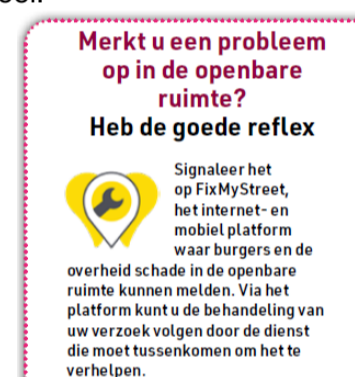 Merkt u een probleem
op in de openbare
ruimte?
Heb de goede reflex
Signaleer het
op FixMyStreet,
het internet- en
mobiel platform
waar burgers en de
overheid schade in de openbare
ruimte kunnen melden. Via het
platform kunt u de behandeling van
uw verzoek volgen door de dienst
die moet tussenkomen om het te
verhelpen.